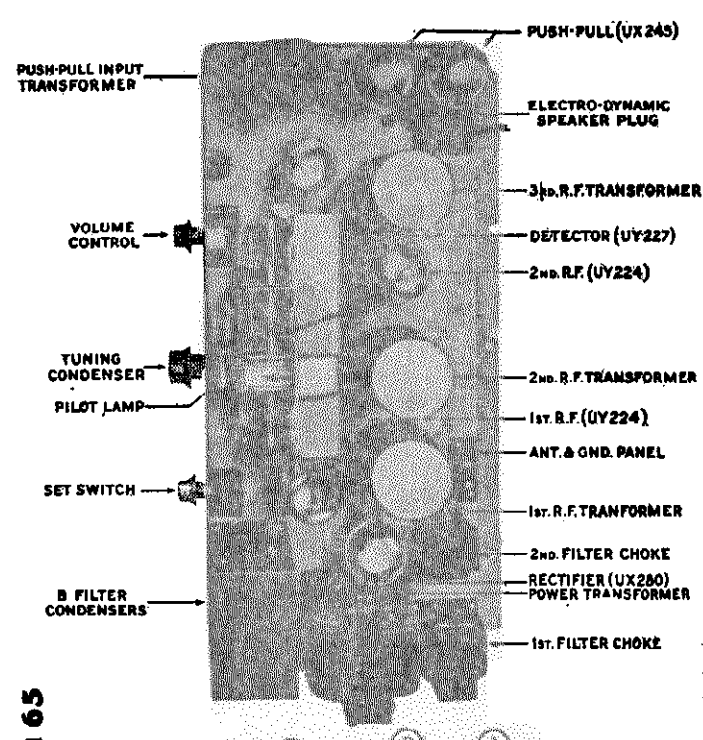 PUSH-PULL (UX245)
PUSH-PULL INPUT
TRANSFORMER
ELECTRO-DYNAMIC
SPEAKER PLUG
3RD. R.F. TRANSFORMER
VOLUME
CONTROL
DETECTOR (UY227)
2ND. R.F. (UY224)
TUNING
CONDENSER
2ND. R.F. TRANSFORMER
PILOT LAMP
1ST. R.F. (UY224)
ANT. & GND. PANEL
SET SWITCH
1ST. R.F. TRANFORMER
2ND. FILTER CHOKE
RECTIFIER (UX280)
B FILTER
CONDENSERS
POWER TRANSFORMER
1ST. FILTER CHOKE
65